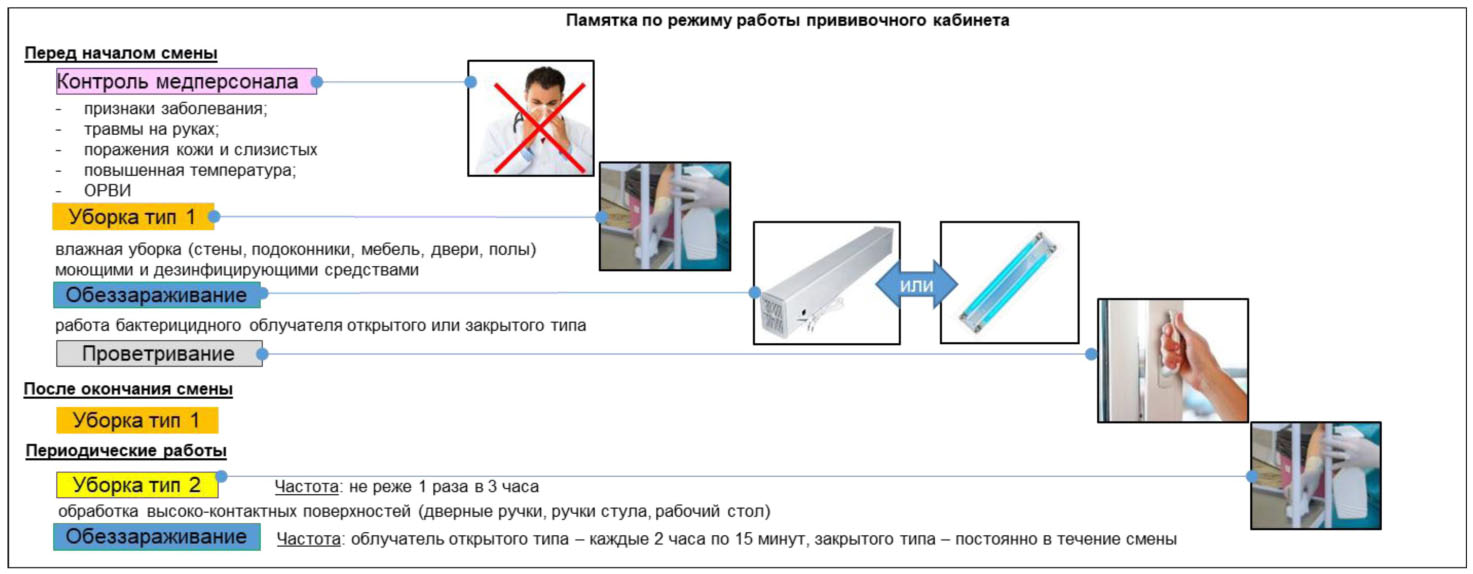 Памятка по режиму работы прививочного кабинета
Перед началом смены
Контроль медперсонала
- признаки заболевания;
- травмы на руках;
- поражения кожи и слизистых
- повышенная температура;
- ОРВИ
Уборка тип 1
влажная уборка (стены, подоконники, мебель, двери, полы)
моющими и дезинфицирующими средствами
Обеззараживание
ИЛИ
работа бактерицидного облучателя открытого или закрытого типа
Проветривание
После окончания смены
Уборка тип 1
Периодические работы
Уборка тип 2 Частота: не реже 1 раза в 3 часа
обработка высоко-контактных поверхностей (дверные ручки, ручки стула, рабочий стол)
Обеззараживание Частота: облучатель открытого типа – каждые 2 часа по 15 минут, закрытого типа – постоянно в течение смены